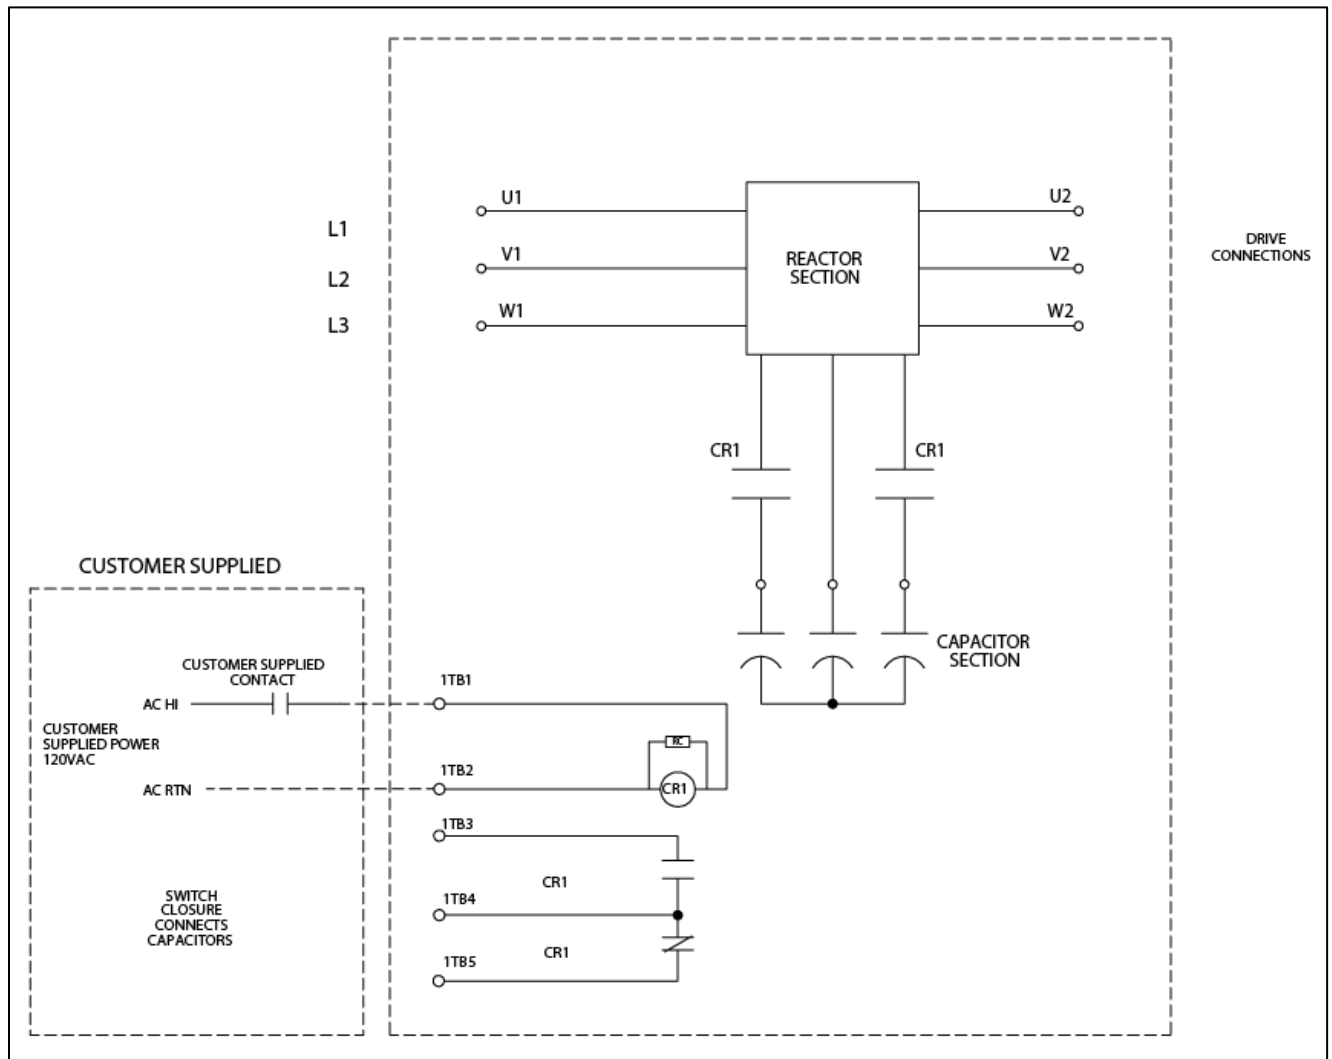 U1
U2
L1
DRIVE
CONNECTIONS
V1
V2
REACTOR
SECTION
L2
W1
W2
L3
CR1
CR1
CUSTOMER SUPPLIED
CAPACITOR
SECTION
CUSTOMER SUPPLIED
CONTACT
1TB1
AC HI
CUSTOMER
SUPPLIED POWER
120VAC
RC
1TB2
AC RTN
CR1
1TB3
CR1
SWITCH
CLOSURE
CONNECTS
CAPACITORS
1TB4
CR1
1TB5